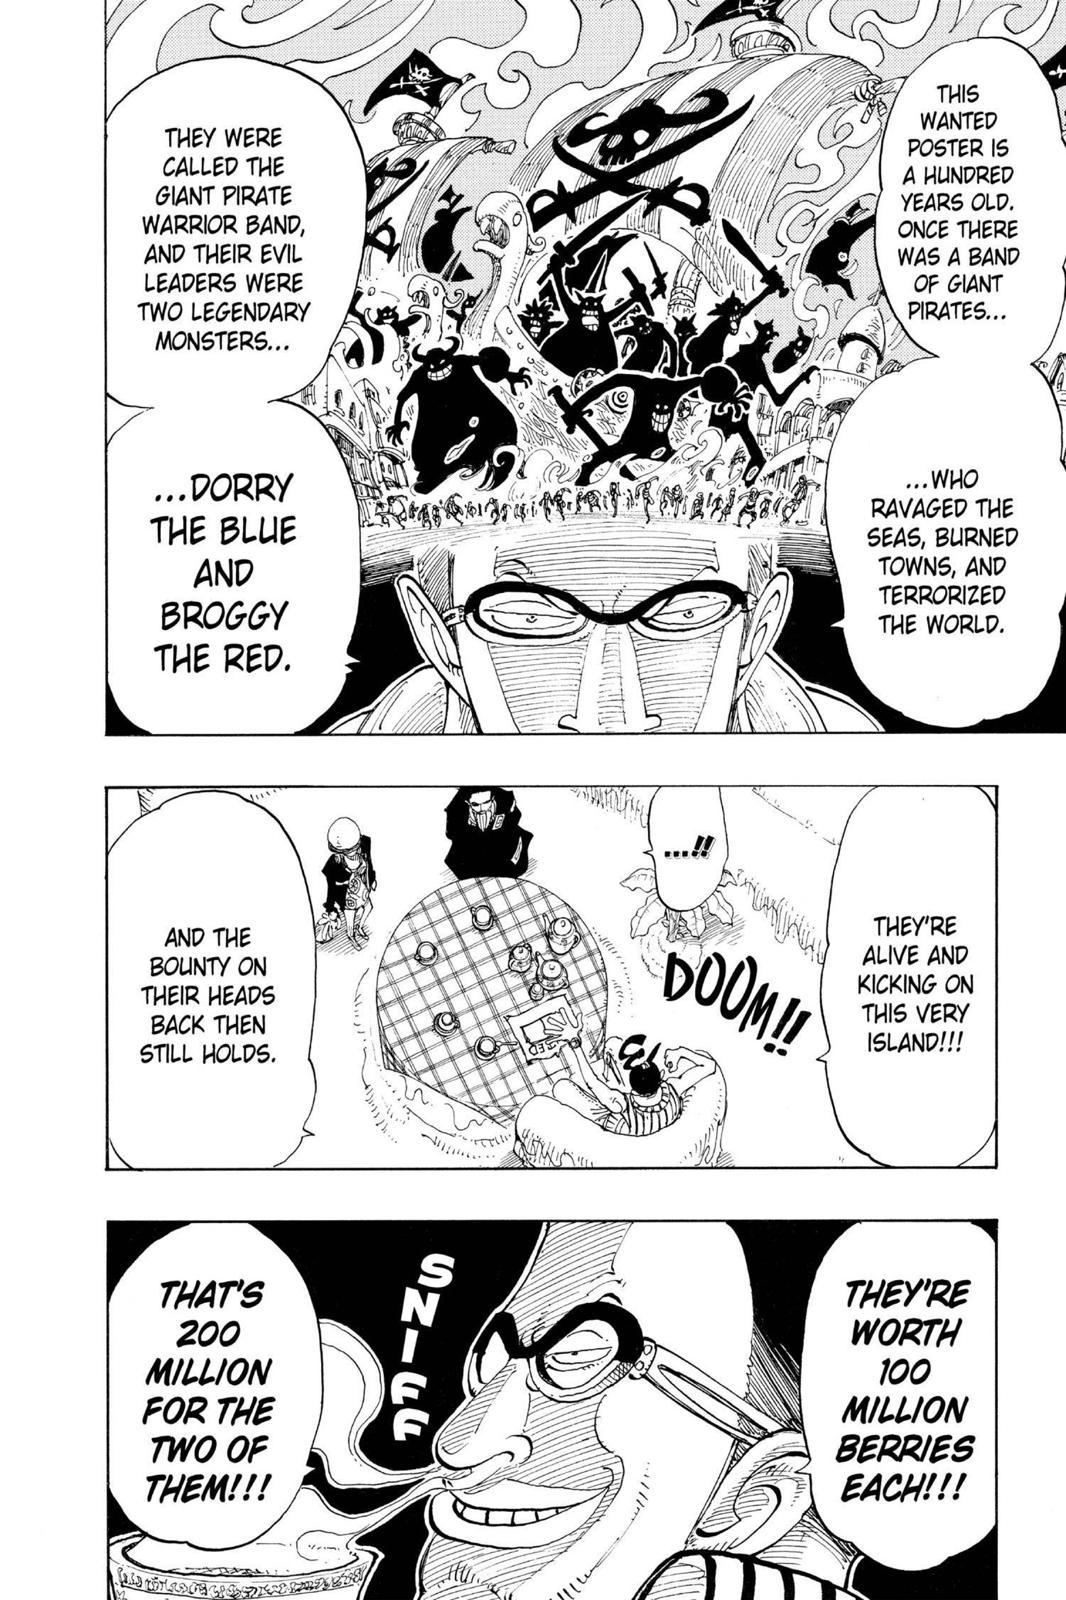 THIS
WANTED
POSTER IS
A HUNDRED
YEARS OLD.
ONCE THERE
WAS A BAND
OF GIANT
PIRATES...
...WHO
RAVAGED THE
SEAS, BURNED
TOWNS, AND
TERRORIZED
THE WORLD.
THEY WERE
CALLED THE
GIANT PIRATE
WARRIOR BAND,
AND THEIR EVIL
LEADERS WERE
TWO LEGENDARY
MONSTERS...
...DORRY
THE BLUE
AND
BROGGY
THE RED.
THEY'RE
ALIVE AND
KICKING ON
THIS VERY
ISLAND!!!
...!!
DOOM!!
AND THE
BOUNTY ON
THEIR HEADS
BACK THEN
STILL HOLDS.
THEY'RE
WORTH
100
MILLION
BERRIES
EACH!!!
SNIFF
THAT'S
200
MILLION
FOR THE
TWO OF
THEM!!!